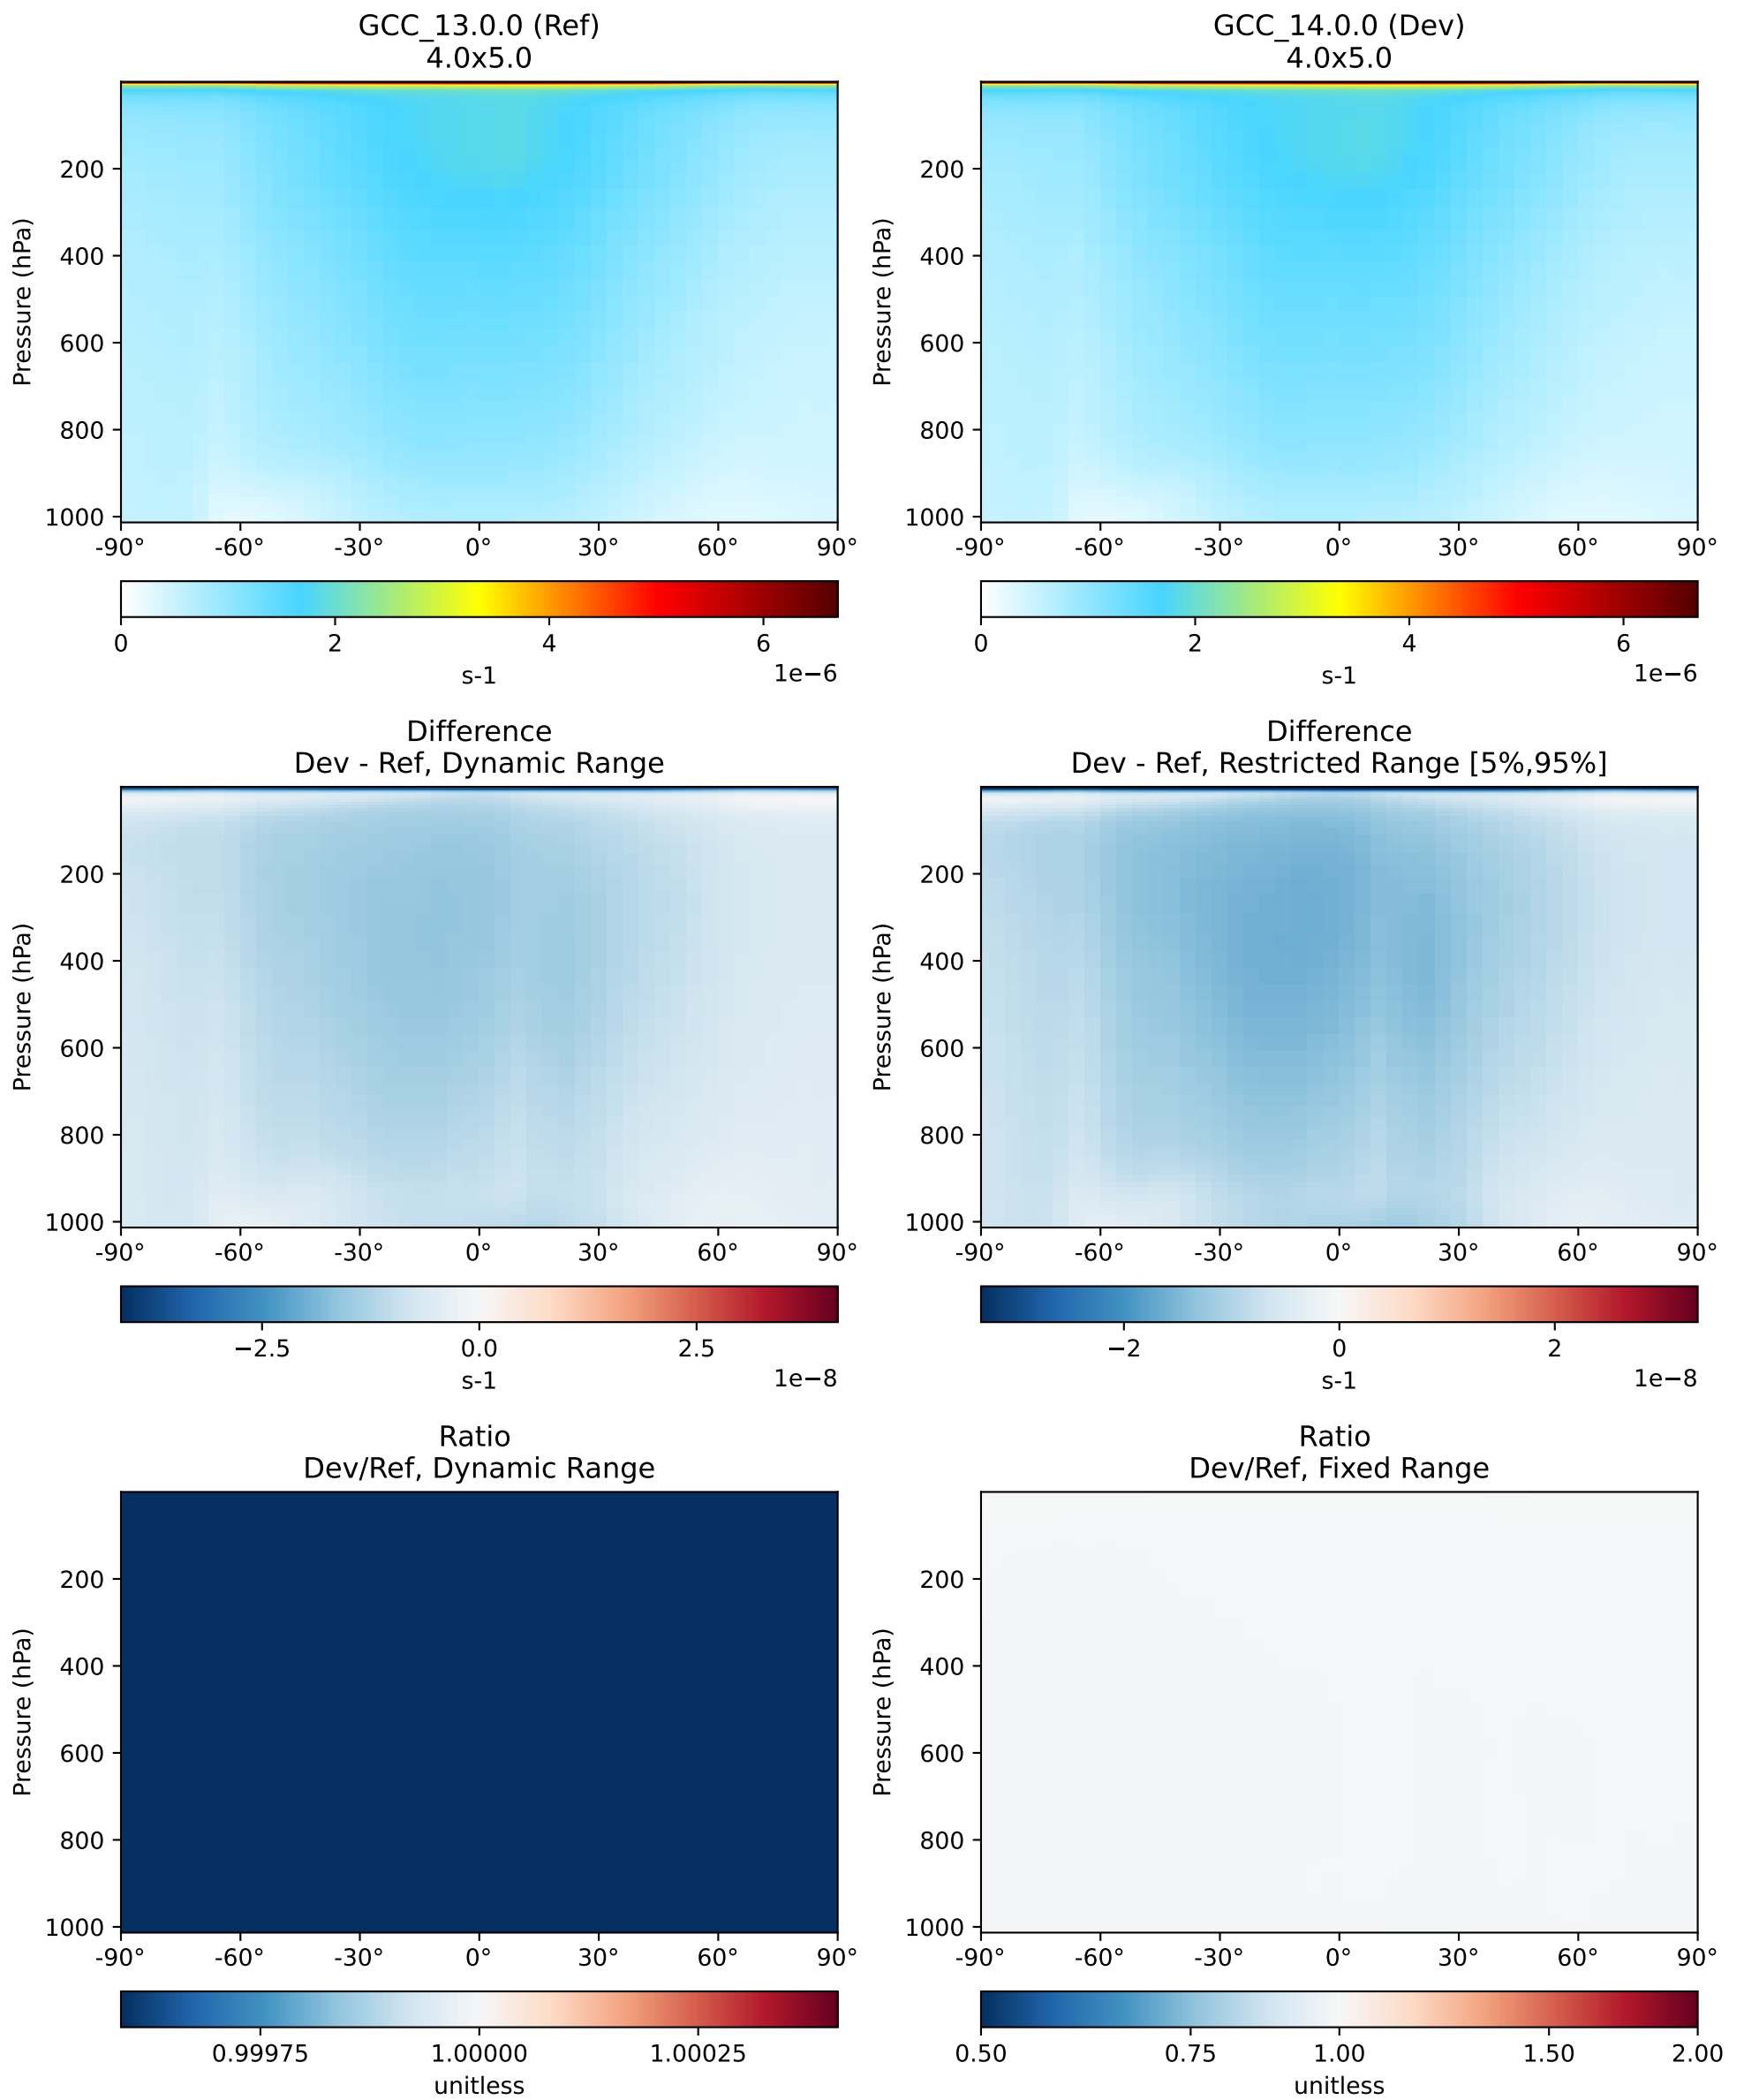 GCC_13.0.0 (Ref)
4.0x5.0
GCC_14.0.0 (Dev)
4.0x5.0
Pressure (hPa)
200
400
600
800
1000
-90° -60° -30° 0° 30° 60° 90°
0 2 4 6
s-1
1e−6
Pressure (hPa)
200
400
600
800
1000
-90° -60° -30° 0° 30° 60° 90°
0 2 4 6
s-1
1e−6
Difference
Dev - Ref, Dynamic Range
Pressure (hPa)
200
400
600
800
1000
-90° -60° -30° 0° 30° 60° 90°
−2.5 0.0 2.5
s-1
1e−8
Difference
Dev - Ref, Restricted Range [5%,95%]
Pressure (hPa)
200
400
600
800
1000
-90° -60° -30° 0° 30° 60° 90°
−2 0 2
s-1
1e−8
Ratio
Dev/Ref, Dynamic Range
Pressure (hPa)
200
400
600
800
1000
-90° -60° -30° 0° 30° 60° 90°
0.99975 1.00000 1.00025
unitless
Ratio
Dev/Ref, Fixed Range
Pressure (hPa)
200
400
600
800
1000
-90° -60° -30° 0° 30° 60° 90°
0.50 0.75 1.00 1.50 2.00
unitless